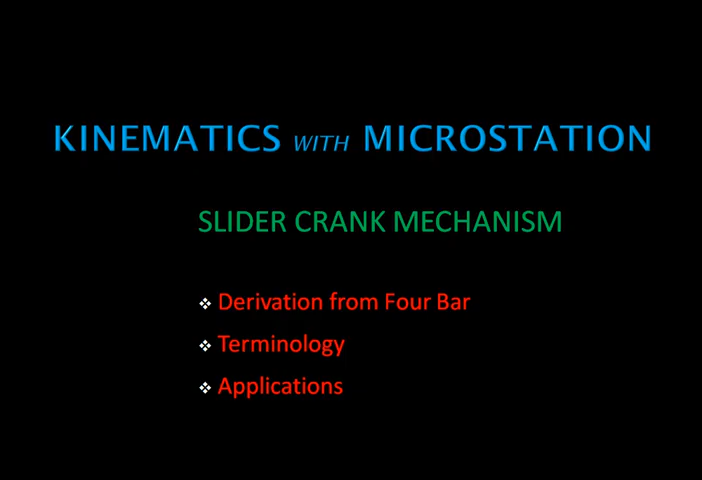 KINEMATICS WITH MICROSTATION
SLIDER CRANK MECHANISM
❖ Derivation from Four Bar
❖ Terminology
❖ Applications